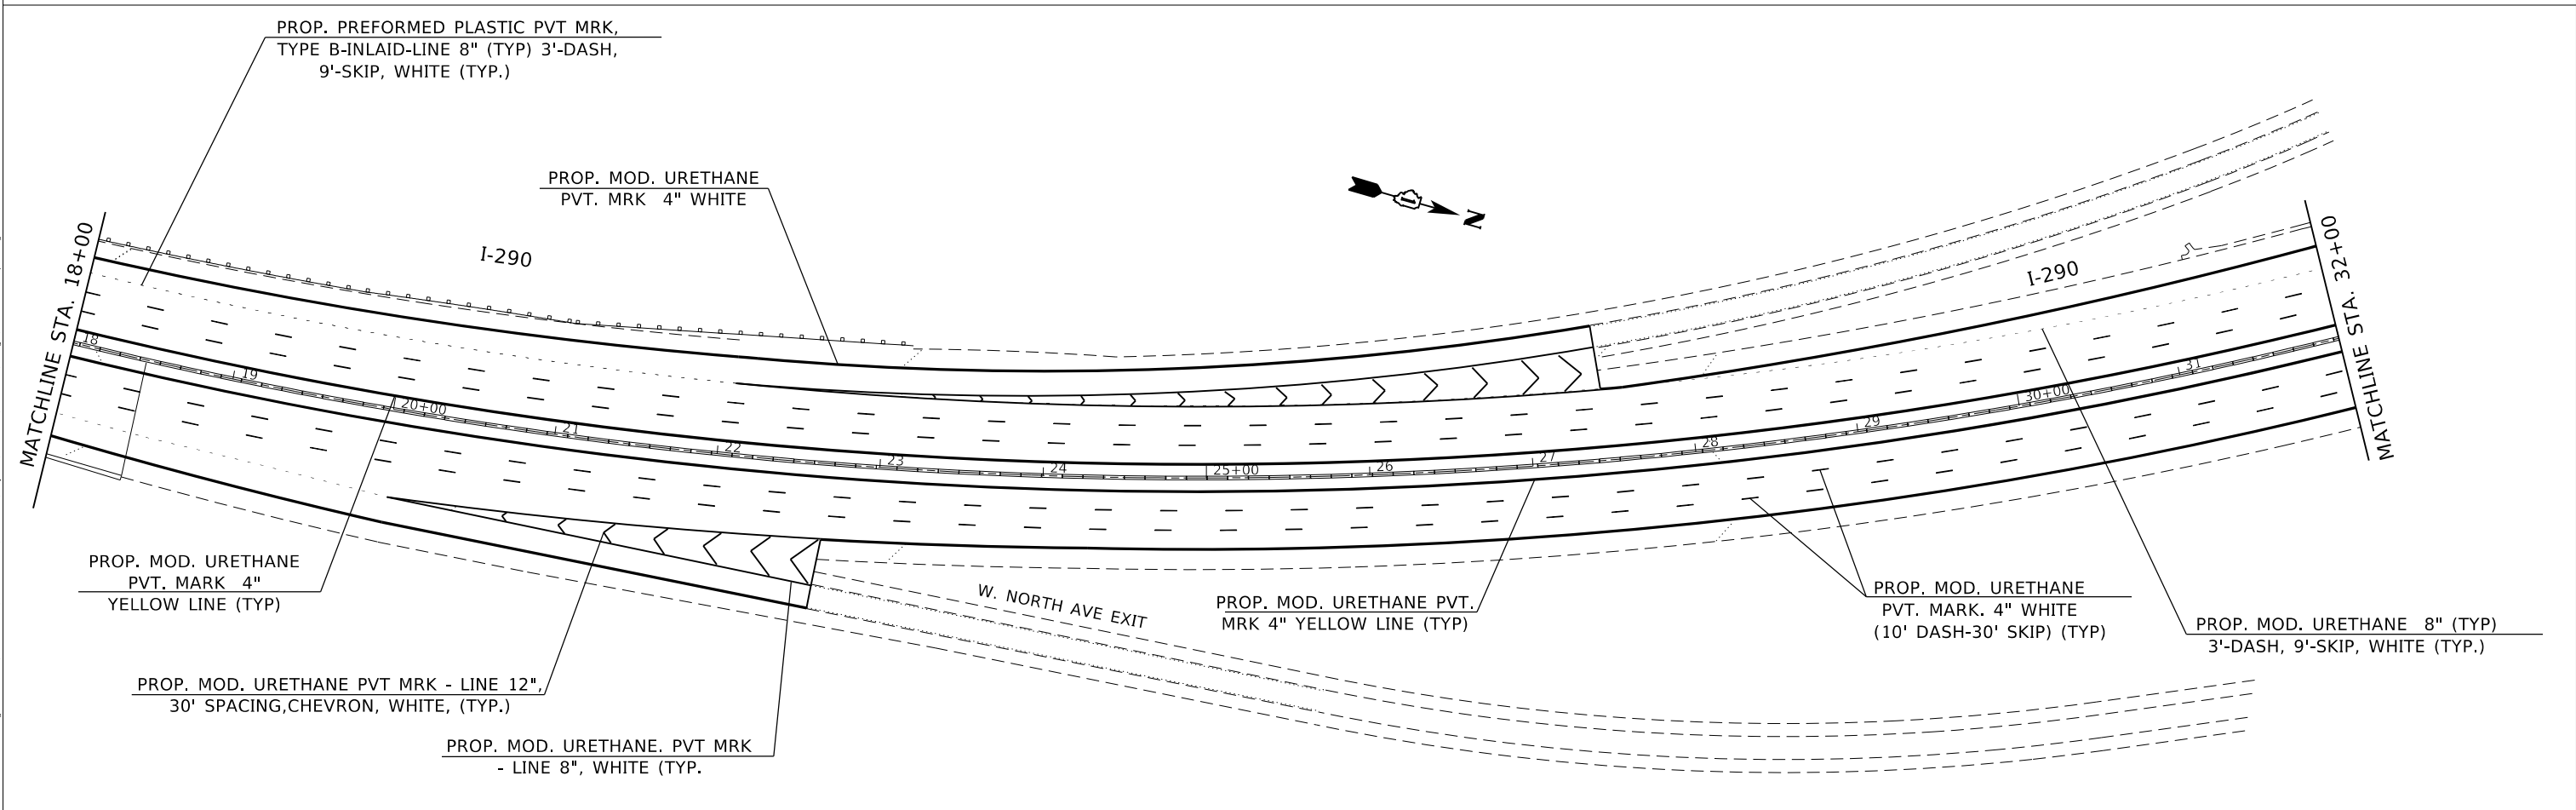 PROP. PREFORMED PLASTIC PVT MRK,
TYPE B-INLAID-LINE 8" (TYP) 3'-DASH,
9'-SKIP, WHITE (TYP.)
PROP. MOD. URETHANE
PVT. MRK 4" WHITE
N
I-290
I-290
MATCHLINE STA. 18+00
MATCHLINE STA. 32+00
18
19
20+00
21
22
23
24
25+00
26
27
28
29
30+00
31
PROP. MOD. URETHANE
PVT. MARK 4"
YELLOW LINE (TYP)
W. NORTH AVE EXIT
PROP. MOD. URETHANE PVT.
MRK 4" YELLOW LINE (TYP)
PROP. MOD. URETHANE
PVT. MARK. 4" WHITE
(10' DASH-30' SKIP) (TYP)
PROP. MOD. URETHANE 8" (TYP)
3'-DASH, 9'-SKIP, WHITE (TYP.)
PROP. MOD. URETHANE PVT MRK - LINE 12",
30' SPACING,CHEVRON, WHITE, (TYP.)
PROP. MOD. URETHANE. PVT MRK
- LINE 8", WHITE (TYP.